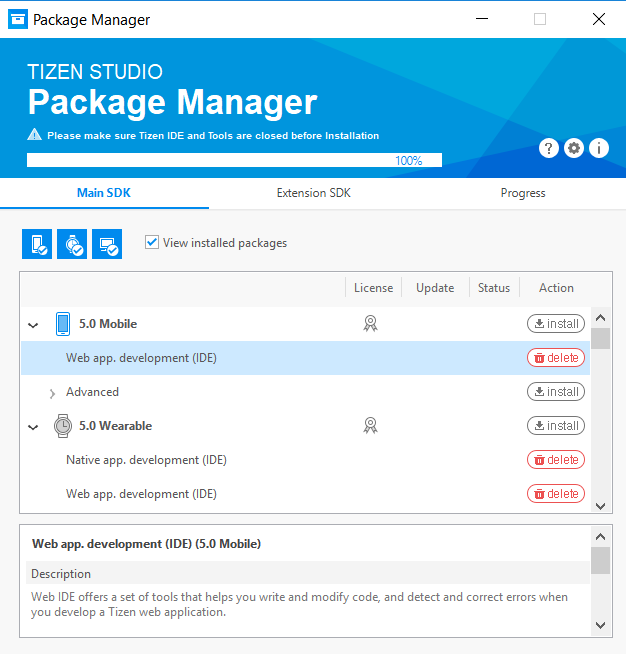 Package Manager
TIZEN STUDIO
Package Manager
Please make sure Tizen IDE and Tools are closed before Installation
100%
? i
Main SDK Extension SDK Progress
View installed packages
License Update Status Action
5.0 Mobile install
Web app. development (IDE) delete
Advanced install
5.0 Wearable install
Native app. development (IDE) delete
Web app. development (IDE) delete
Web app. development (IDE) (5.0 Mobile)
Description
Web IDE offers a set of tools that helps you write and modify code, and detect and correct errors when
you develop a Tizen web application.